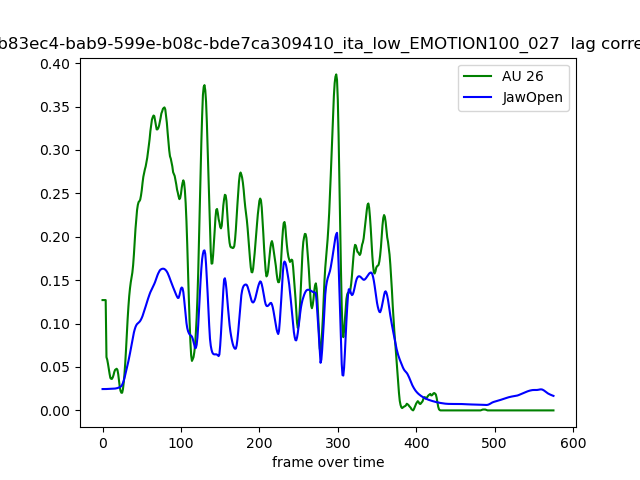 b83ec4-bab9-599e-b08c-bde7ca309410_ita_low_EMOTION100_027 lag corre
0.40
0.35
0.30
0.25
0.20
0.15
0.10
0.05
0.00
AU 26
JawOpen
0 100 200 300 400 500 600
frame over time